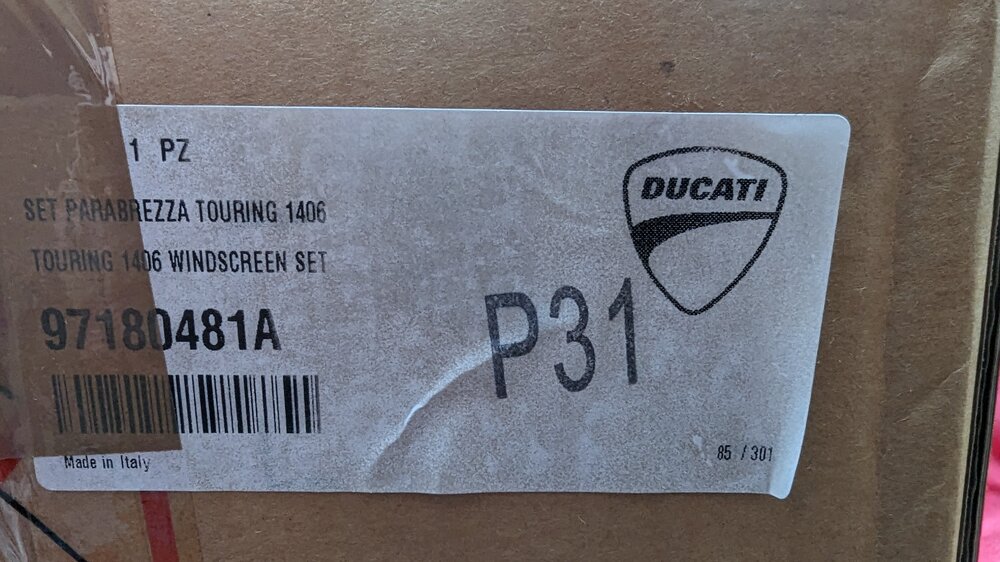 1 PZ
DUCATI
SET PARABREZZA TOURING 1406
TOURING 1406 WINDSCREEN SET
97180481A
P31
Made in Italy
85 / 301